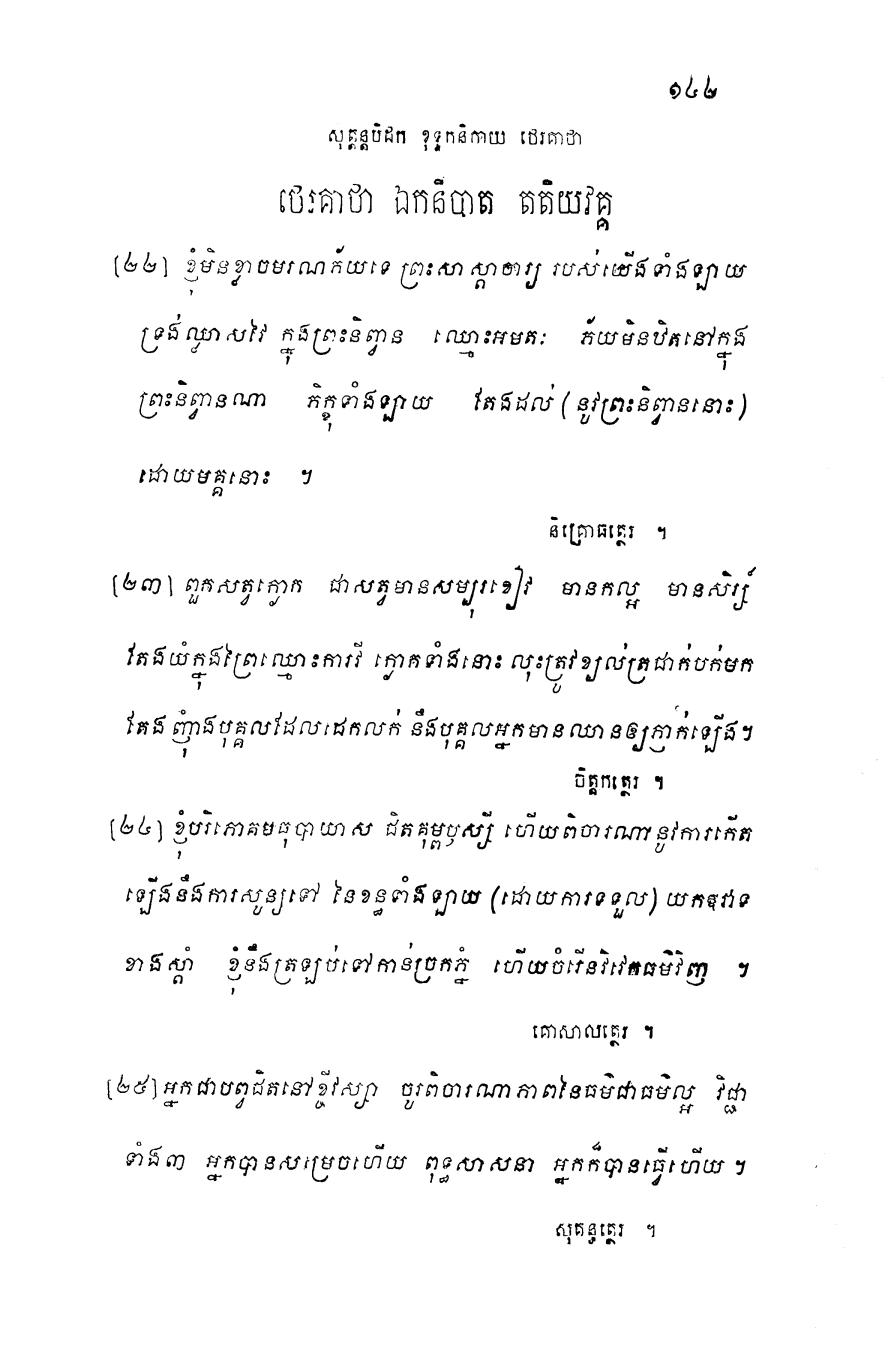 ១៤២
សុត្តន្តបិដក ខុទ្ទកនិកាយ ថេរគាថា
ថេរគាថា ឯកនិបាត តតិយវគ្គ
[២២] ខ្ញុំមិនខ្លាចមរណភ័យទេ ព្រះសាស្តាចារ្យ របស់យើងទាំងឡាយ
ទ្រង់ឈ្លាសវៃ ក្នុងព្រះនិព្វាន ឈ្មោះអមតៈ ភ័យមិនឋិតនៅក្នុង
ព្រះនិព្វានណា ភិក្ខុទាំងឡាយ តែងដល់ (នូវព្រះនិព្វាននោះ)
ដោយមគ្គនោះ ។
និគ្រោធត្ថេរ ។
[២៣] ពួកសត្វក្ងោក ជាសត្វមានសម្បុរខៀវ មានកល្អ មានសិរ្ស៍
តែងយំក្នុងព្រៃឈ្មោះការវី ក្ងោកទាំងនោះ លុះត្រូវខ្យល់ត្រជាក់បក់មក
តែងញុំាងបុគ្គលដែលដេកលក់ នឹងបុគ្គលអ្នកមានឈានឲ្យភ្ញាក់ឡើង។
ចិត្តកត្ថេរ ។
[២៤] ខ្ញុំបរិភោគមធុបាយាស ជិតគុម្ពឫស្សី ហើយពិចារណានូវការកើត
ឡើងនឹងការសូន្យទៅ នៃខន្ធទាំងឡាយ (ដោយការទទួល) យកឱវាទ
ខាងស្តាំ ខ្ញុំនឹងត្រឡប់ទៅកាន់ច្រកភ្នំ ហើយចំរើនវិវេកធម៌វិញ ។
គោសាលត្ថេរ ។
[២៥] អ្នកជាបព្វជិតនៅខ្ចីវស្សា ចូរពិចារណាភាពនៃធម៌ជាធម៌ល្អ វិជ្ជា
ទាំង៣ អ្នកបានសម្រេចហើយ ពុទ្ធសាសនា អ្នកក៏បានធ្វើហើយ ។
សុគន្ធត្ថេរ ។